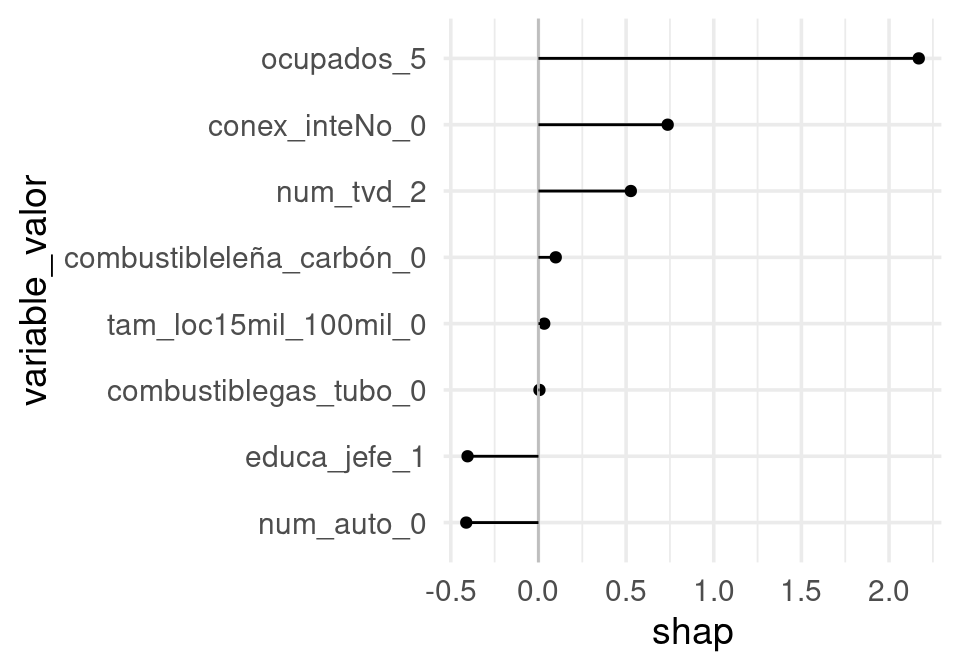 ocupados_5
conex_inteNo_0
num_tvd_2
combustibleleña_carbón_0
tam_loc15mil_100mil_0
combustiblegas_tubo_0
educa_jefe_1
num_auto_0
variable_valor
-0.5 0.0 0.5 1.0 1.5 2.0
shap